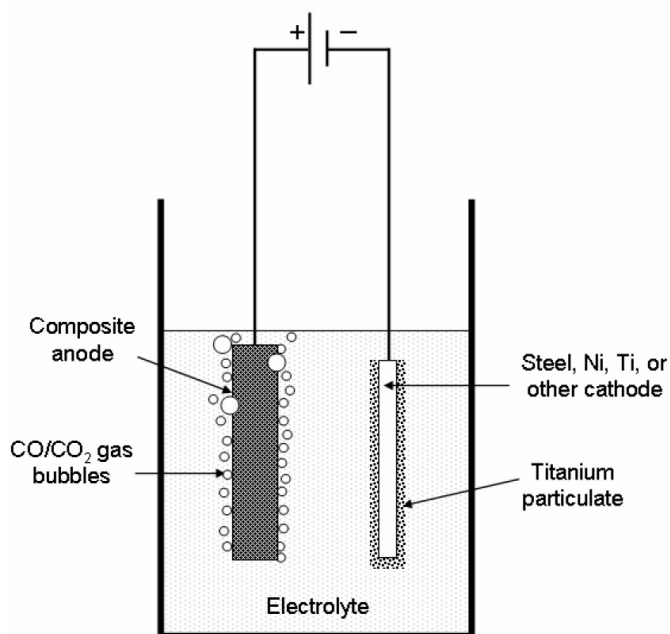 + −
Composite
anode
Steel, Ni, Ti, or
other cathode
CO/CO₂ gas
bubbles
Titanium
particulate
Electrolyte